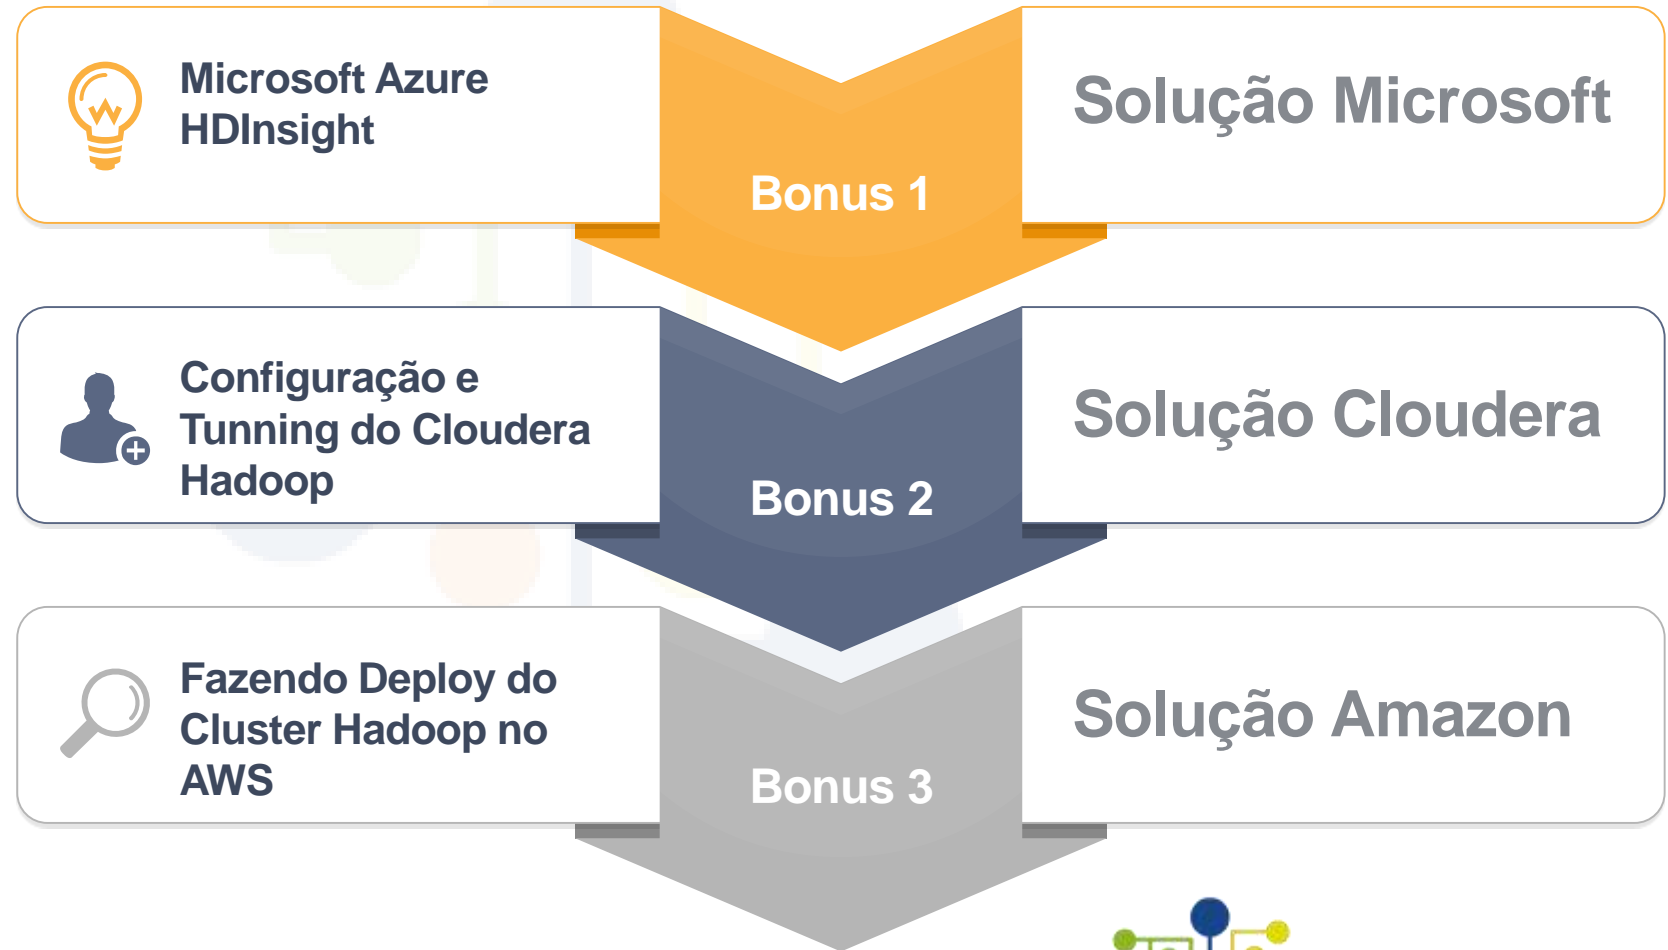 Microsoft Azure
HDInsight
Bonus 1
Solução Microsoft
Configuração e
Tunning do Cloudera
Hadoop
Bonus 2
Solução Cloudera
Fazendo Deploy do
Cluster Hadoop no
AWS
Bonus 3
Solução Amazon